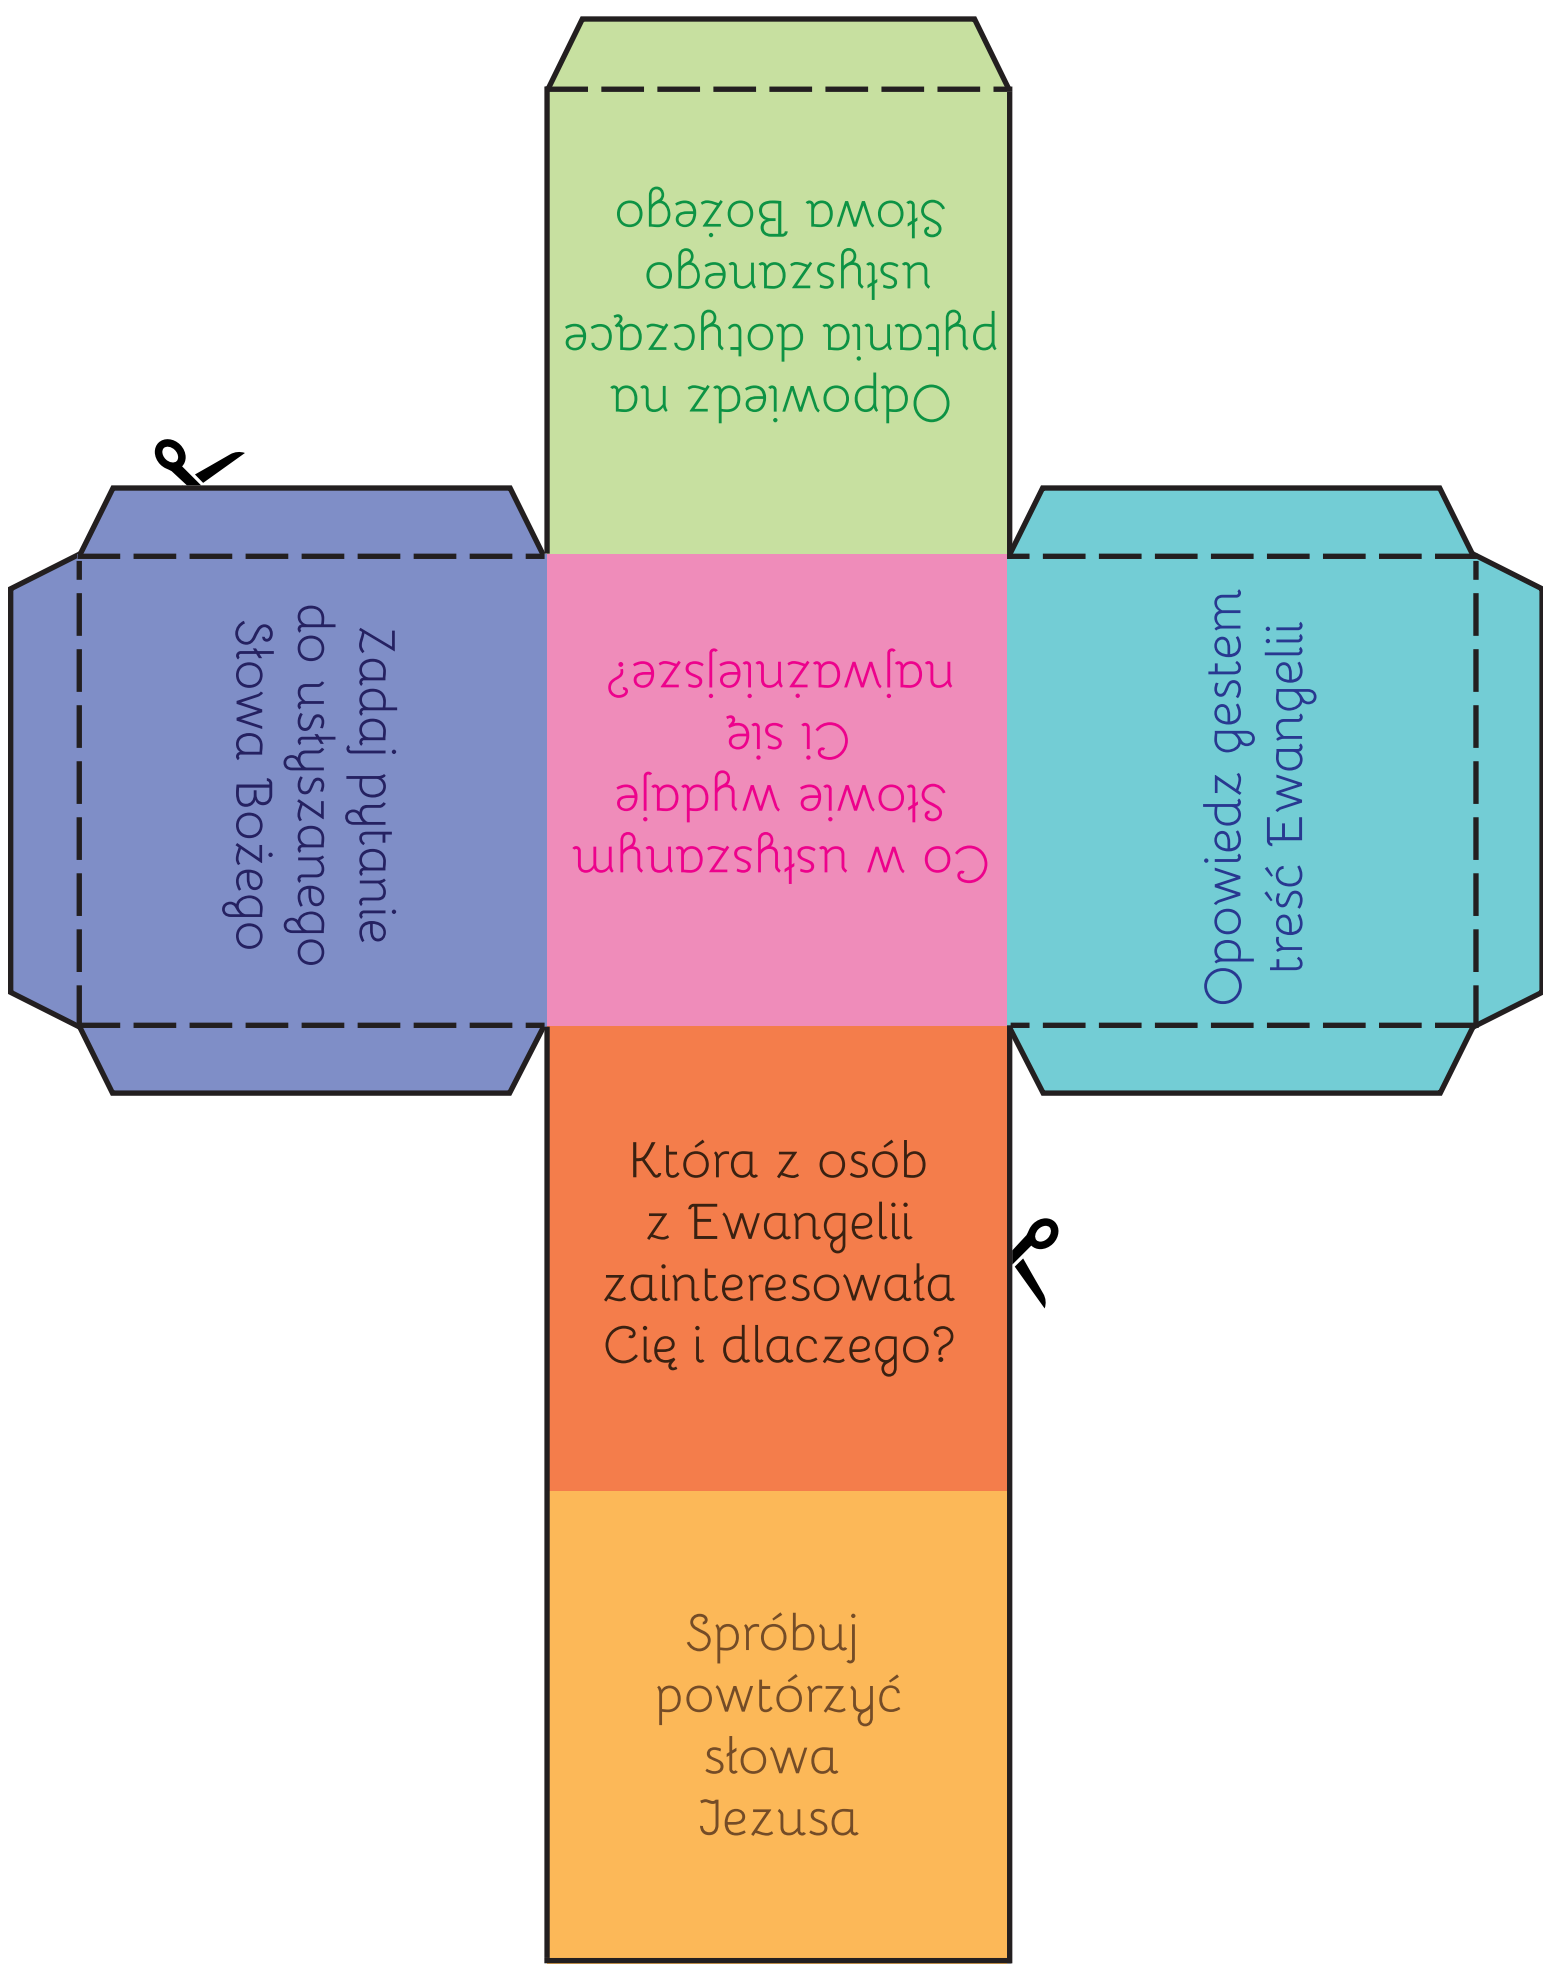 Odpowiedz na
pytania dotyczące
usłyszanego
Słowa Bożego
Zadaj pytanie
do usłyszanego
Słowa Bożego
Co w usłyszanym
Słowie wydaje
Ci się
najważniejsze?
Opowiedz gestem
treść Ewangelii
Która z osób
z Ewangelii
zainteresowała
Cię i dlaczego?
Spróbuj
powtórzyć
słowa
Jezusa